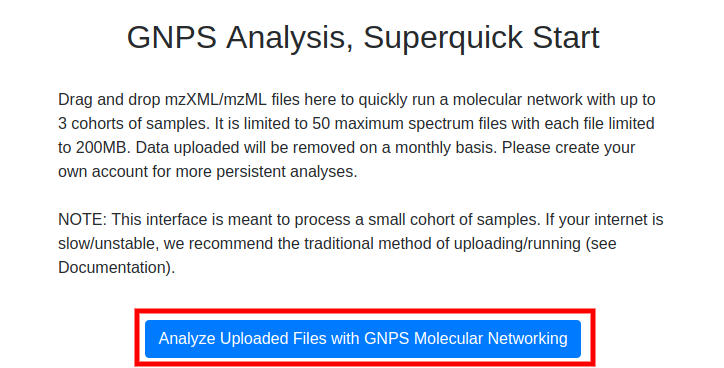 GNPS Analysis, Superquick Start
Drag and drop mzXML/mzML files here to quickly run a molecular network with up to
3 cohorts of samples. It is limited to 50 maximum spectrum files with each file limited
to 200MB. Data uploaded will be removed on a monthly basis. Please create your
own account for more persistent analyses.
NOTE: This interface is meant to process a small cohort of samples. If your internet is
slow/unstable, we recommend the traditional method of uploading/running (see
Documentation).
Analyze Uploaded Files with GNPS Molecular Networking